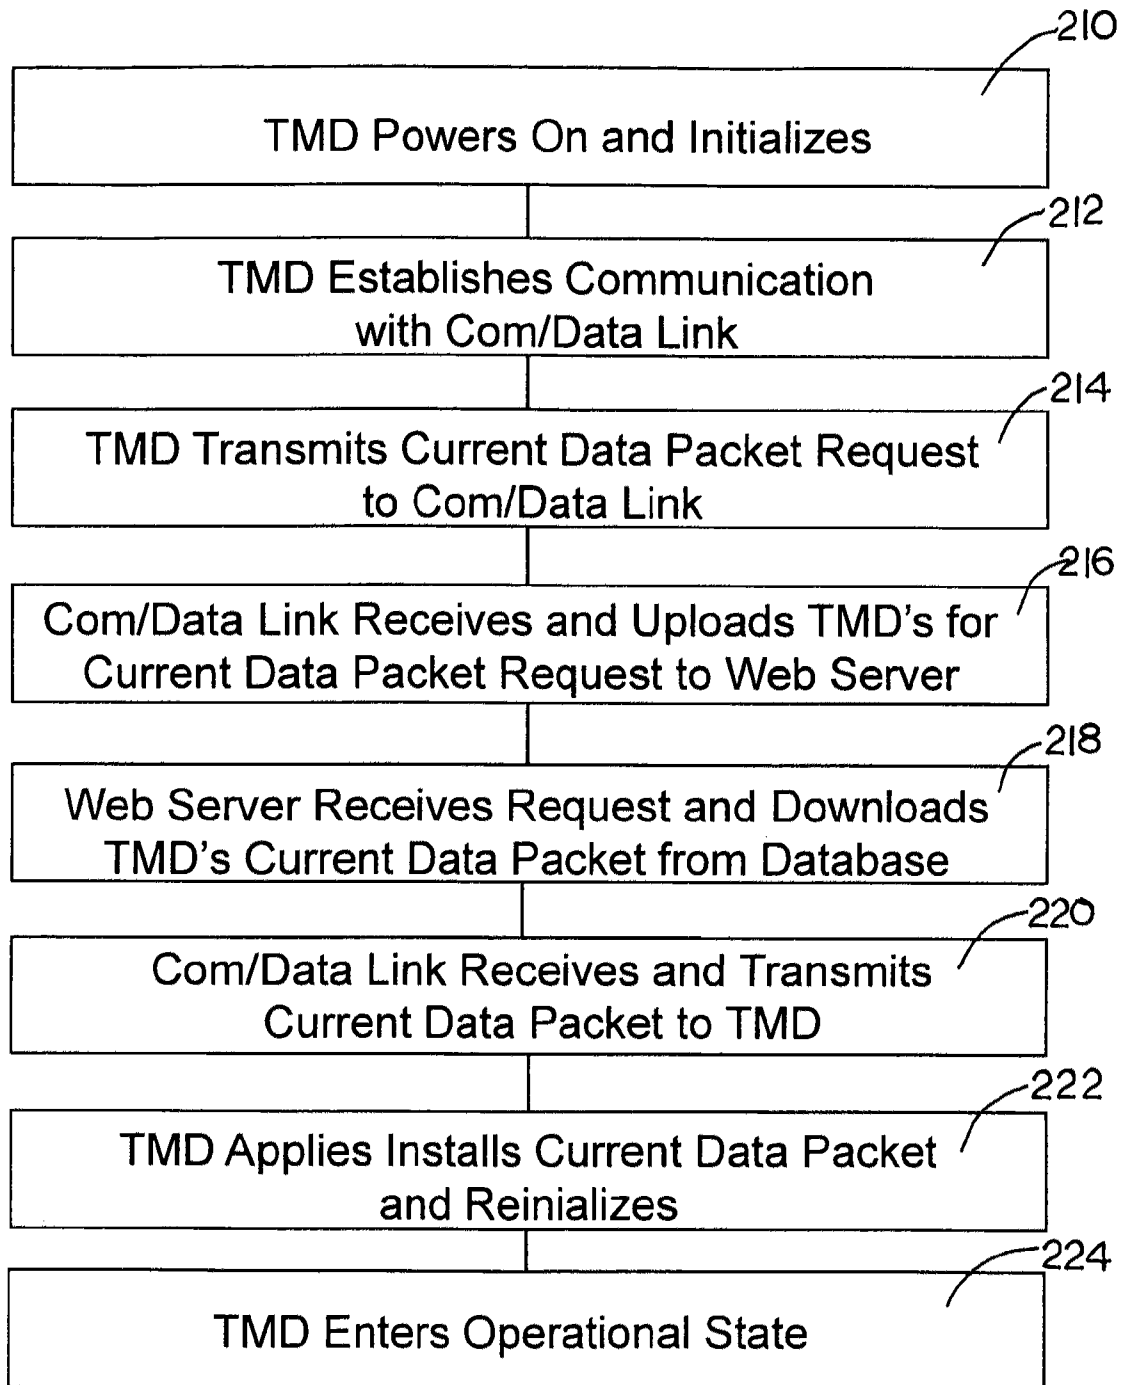 210
TMD Powers On and Initializes
212
TMD Establishes Communication
with Com/Data Link
214
TMD Transmits Current Data Packet Request
to Com/Data Link
216
Com/Data Link Receives and Uploads TMD's for
Current Data Packet Request to Web Server
218
Web Server Receives Request and Downloads
TMD's Current Data Packet from Database
220
Com/Data Link Receives and Transmits
Current Data Packet to TMD
222
TMD Applies Installs Current Data Packet
and Reinializes
224
TMD Enters Operational State